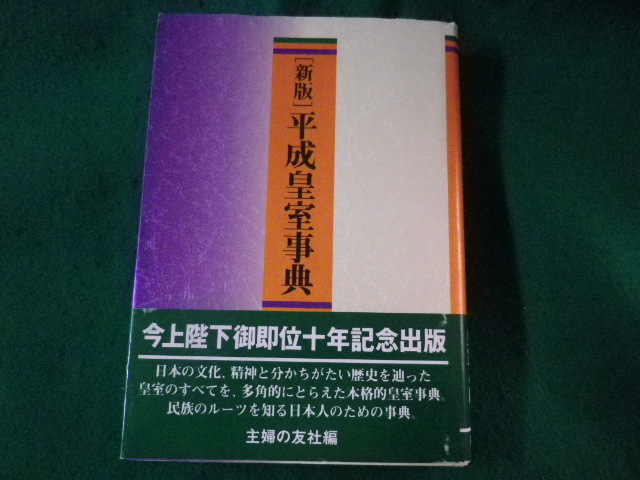 ［新版］平成皇室事典
今上陛下御即位十年記念出版
日本の文化、精神と分かちがたい歴史を辿った
皇室のすべてを、多角的にとらえた本格的皇室事典。
民族のルーツを知る日本人のための事典。
主婦の友社編